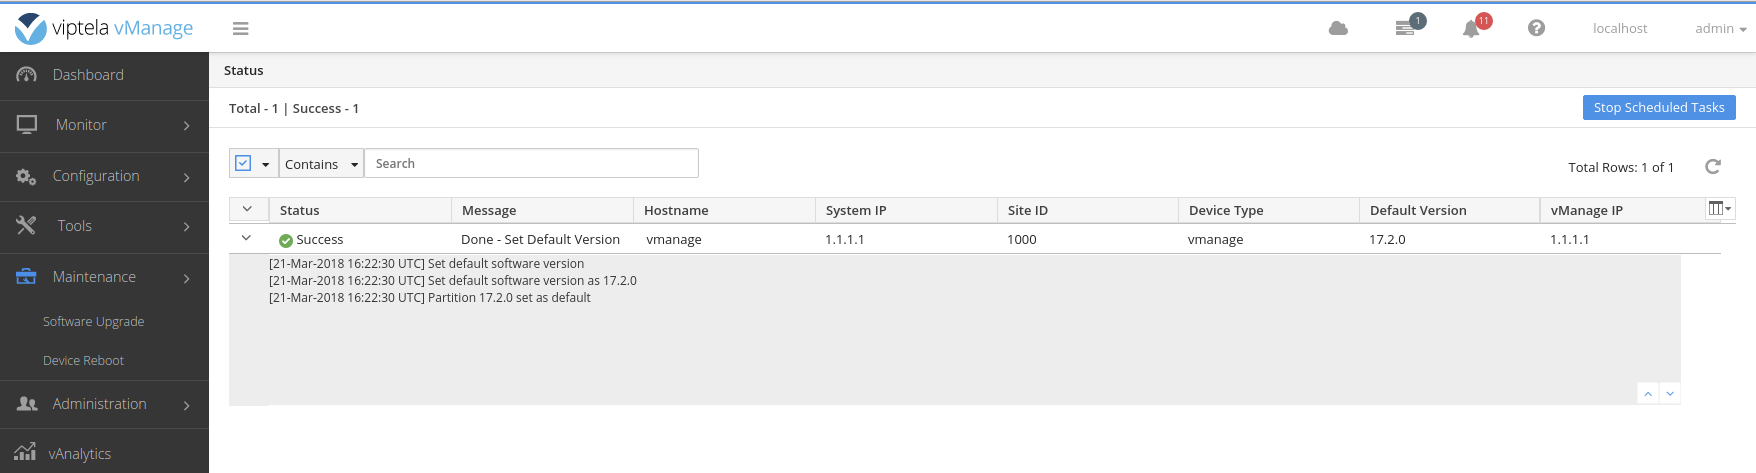 viptela vManage
1
11
localhost
admin
Dashboard
Monitor
Configuration
Tools
Maintenance
Software Upgrade
Device Reboot
Administration
vAnalytics
Status
Total - 1 | Success - 1
Stop Scheduled Tasks
Contains
Search
Total Rows: 1 of 1
Status Message Hostname System IP Site ID Device Type Default Version vManage IP
Success Done - Set Default Version vmanage 1.1.1.1 1000 vmanage 17.2.0 1.1.1.1
[21-Mar-2018 16:22:30 UTC] Set default software version
[21-Mar-2018 16:22:30 UTC] Set default software version as 17.2.0
[21-Mar-2018 16:22:30 UTC] Partition 17.2.0 set as default